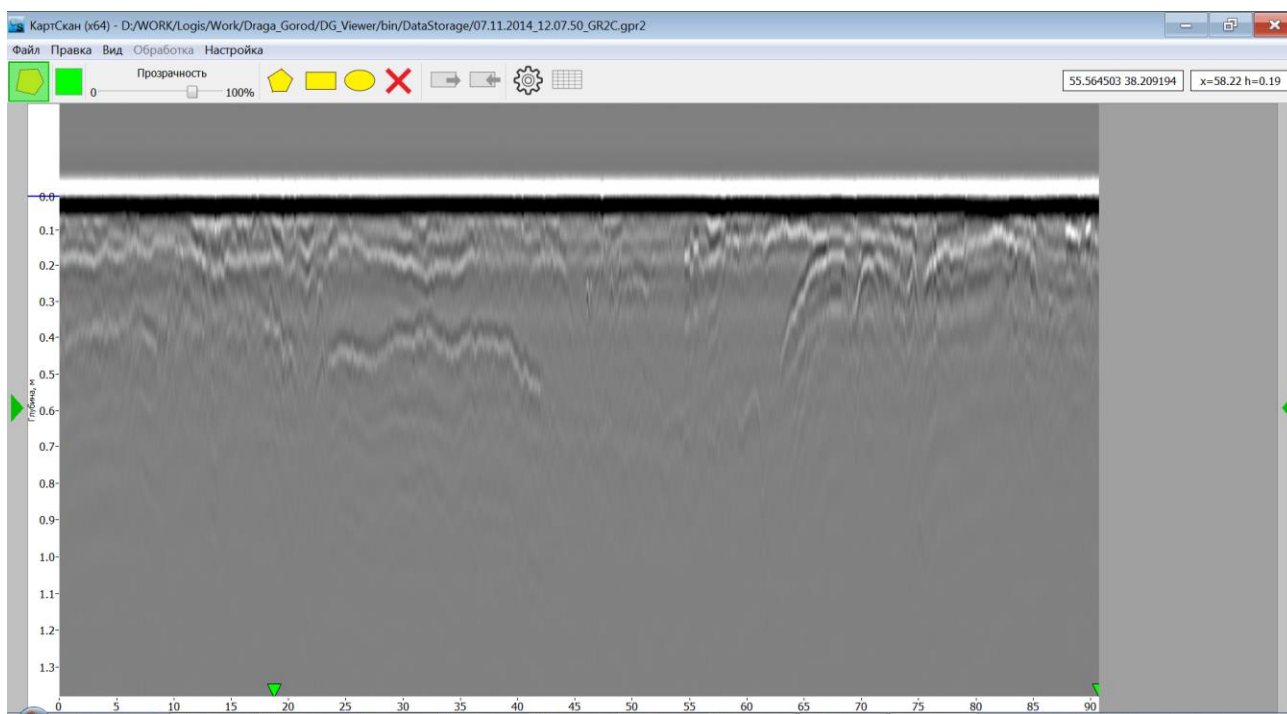 КартСкан (x64) - D:/WORK/Logis/Work/Draga_Gorod/DG_Viewer/bin/DataStorage/07.11.2014_12.07.50_GR2C.gpr2
Файл Правка Вид Обработка Настройка
Прозрачность
0 100%
55.564503 38.209194 x=58.22 h=0.19
0.0
0.1
0.2
0.3
0.4
0.5
0.6
0.7
0.8
0.9
1.0
1.1
1.2
1.3
Глубина, м
0 5 10 15 20 25 30 35 40 45 50 55 60 65 70 75 80 85 90